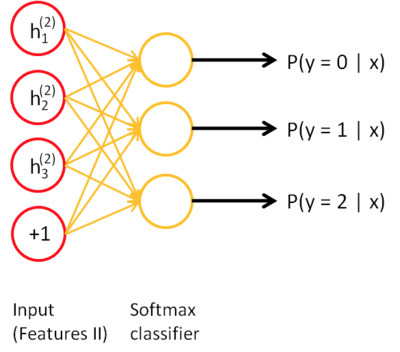 h₁⁽²⁾
P(y = 0 | x)
h₂⁽²⁾
P(y = 1 | x)
h₃⁽²⁾
P(y = 2 | x)
+1
Input
(Features II)
Softmax
classifier